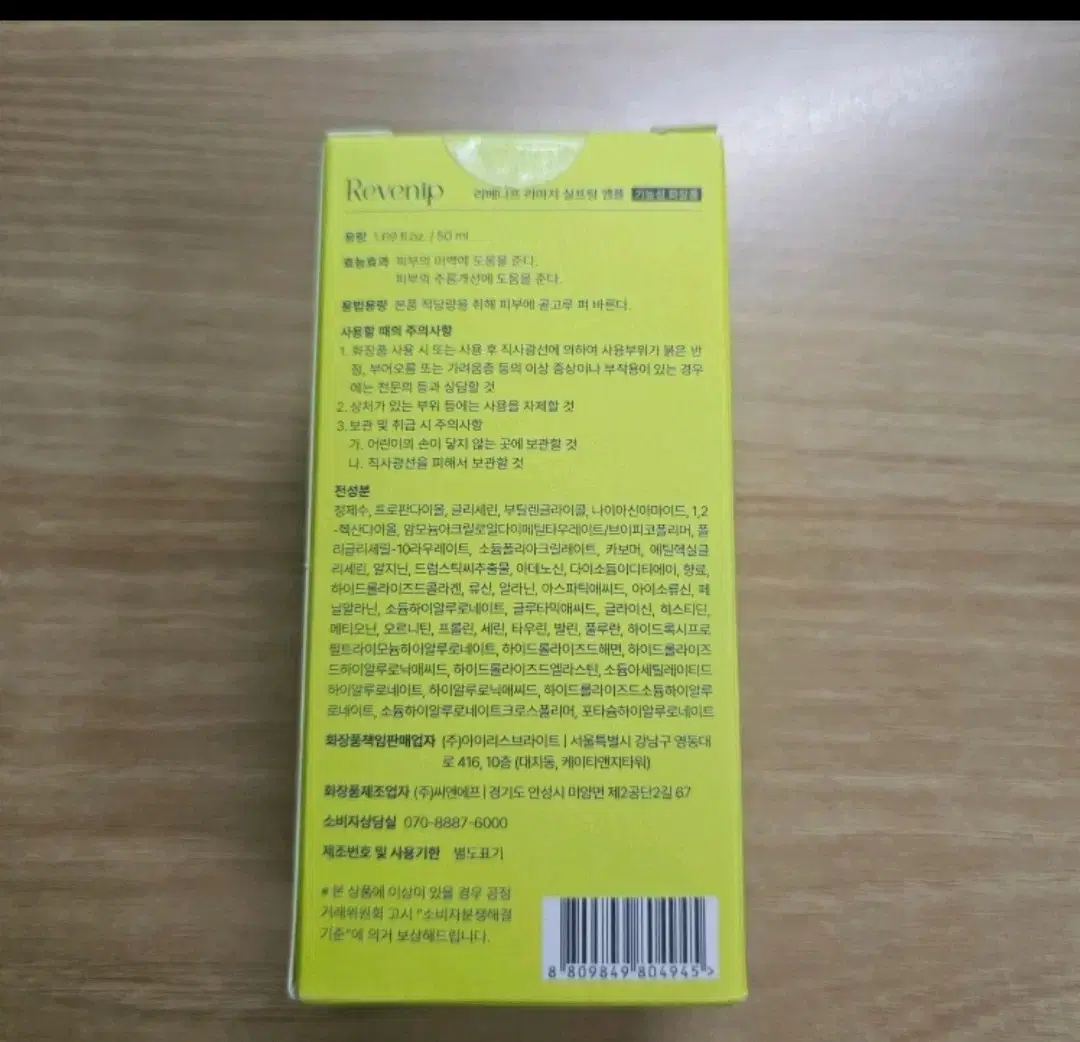 Revenip 리베니프 리마치 실프팅 앰플 기능성 화장품
용량 1.69 fl.oz. / 50 ml
효능효과 피부의 미백에 도움을 준다.
피부의 주름개선에 도움을 준다.
용법용량 본품 적당량을 취해 피부에 골고루 펴 바른다.
사용할 때의 주의사항
1. 화장품 사용 시 또는 사용 후 직사광선에 의하여 사용부위가 붉은 반
점, 부어오름 또는 가려움증 등의 이상 증상이나 부작용이 있는 경우
에는 전문의 등과 상담할 것
2. 상처가 있는 부위 등에는 사용을 자제할 것
3. 보관 및 취급 시 주의사항
가. 어린이의 손이 닿지 않는 곳에 보관할 것
나. 직사광선을 피해서 보관할 것
전성분
정제수, 프로판다이올, 글리세린, 부틸렌글라이콜, 나이아신아마이드, 1,2
-헥산다이올, 암모늄아크릴로일다이메틸타우레이트/브이피코폴리머, 폴
리글리세릴-10라우레이트, 소듐폴리아크릴레이트, 카보머, 에틸헥실글
리세린, 알지닌, 드럼스틱씨추출물, 아데노신, 다이소듐이디티에이, 향료,
하이드롤라이즈드콜라겐, 류신, 알라닌, 아스파틱애씨드, 아이소류신, 페
닐알라닌, 소듐하이알루로네이트, 글루타믹애씨드, 글라이신, 히스티딘,
메티오닌, 오르니틴, 프롤린, 세린, 타우린, 발린, 풀루란, 하이드록시프로
필트라이모늄하이알루로네이트, 하이드롤라이즈드해면, 하이드롤라이즈
드하이알루로닉애씨드, 하이드롤라이즈드엘라스틴, 소듐아세틸레이티드
하이알루로네이트, 하이알루로닉애씨드, 하이드롤라이즈드소듐하이알루
로네이트, 소듐하이알루로네이트크로스폴리머, 포타슘하이알루로네이트
화장품책임판매업자 (주)아이리스브라이트 | 서울특별시 강남구 영동대
로 416, 10층 (대치동, 케이티앤지타워)
화장품제조업자 (주)씨엔에프 | 경기도 안성시 미양면 제2공단2길 67
소비자상담실 070-8887-6000
제조번호 및 사용기한 별도표기
※ 본 상품에 이상이 있을 경우 공정
거래위원회 고시 "소비자분쟁해결
기준"에 의거 보상해드립니다.
8 809849 804945 >